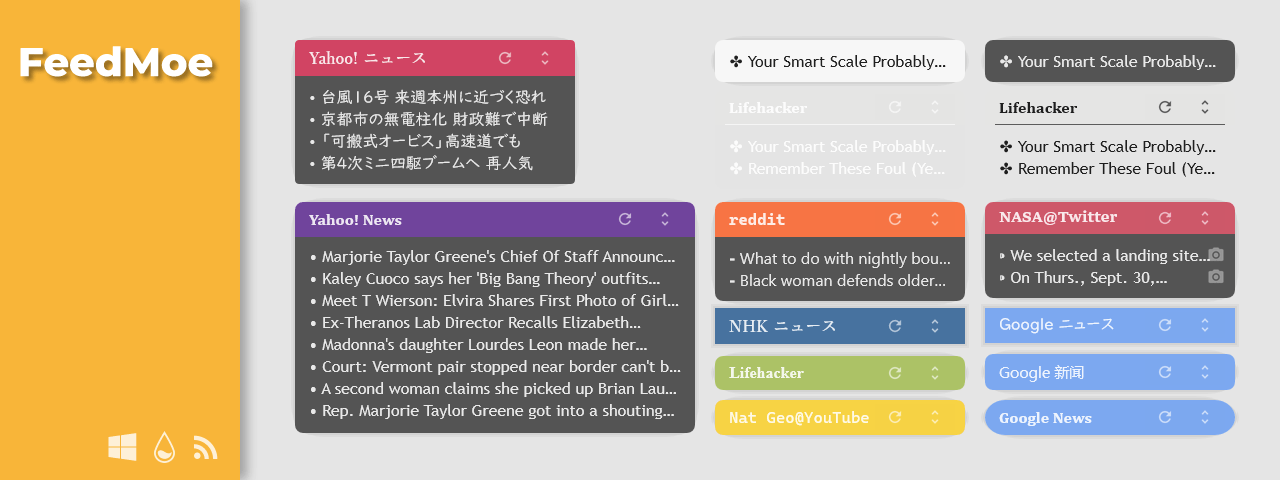 FeedMoe
Yahoo! ニュース
• 台風16号 来週本州に近づく恐れ
• 京都市の無電柱化 財政難で中断
• 「可搬式オービス」高速道でも
• 第4次ミニ四駆ブームへ 再人気
Yahoo! News
• Marjorie Taylor Greene's Chief Of Staff Announc...
• Kaley Cuoco says her 'Big Bang Theory' outfits...
• Meet T Wierson: Elvira Shares First Photo of Girl...
• Ex-Theranos Lab Director Recalls Elizabeth...
• Madonna's daughter Lourdes Leon made her...
• Court: Vermont pair stopped near border can't b...
• A second woman claims she picked up Brian Lau...
• Rep. Marjorie Taylor Greene got into a shouting...
✤ Your Smart Scale Probably...
Lifehacker
✤ Your Smart Scale Probably...
✤ Remember These Foul (Ye...
reddit
- What to do with nightly bou...
- Black woman defends older...
NHK ニュース
Lifehacker
Nat Geo@YouTube
✤ Your Smart Scale Probably...
Lifehacker
✤ Your Smart Scale Probably...
✤ Remember These Foul (Ye...
NASA@Twitter
We selected a landing site...
On Thurs., Sept. 30,...
Google ニュース
Google 新闻
Google News